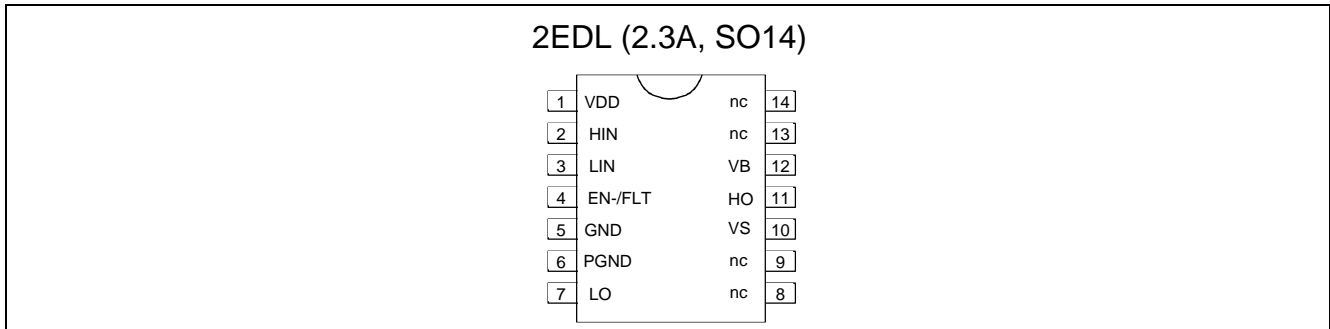 2EDL (2.3A, SO14)
1 VDD nc 14
2 HIN nc 13
3 LIN VB 12
4 EN-/FLT HO 11
5 GND VS 10
6 PGND nc 9
7 LO nc 8